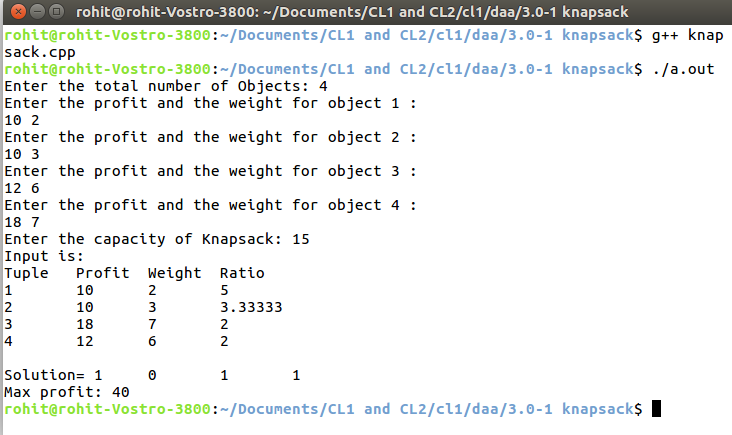 rohit@rohit-Vostro-3800: ~/Documents/CL1 and CL2/cl1/daa/3.0-1 knapsack
rohit@rohit-Vostro-3800:~/Documents/CL1 and CL2/cl1/daa/3.0-1 knapsack$ g++ knap
sack.cpp
rohit@rohit-Vostro-3800:~/Documents/CL1 and CL2/cl1/daa/3.0-1 knapsack$ ./a.out
Enter the total number of Objects: 4
Enter the profit and the weight for object 1 :
10 2
Enter the profit and the weight for object 2 :
10 3
Enter the profit and the weight for object 3 :
12 6
Enter the profit and the weight for object 4 :
18 7
Enter the capacity of Knapsack: 15
Input is:
Tuple   Profit  Weight  Ratio
1       10      2       5
2       10      3       3.33333
3       18      7       2
4       12      6       2
Solution= 1     0       1       1
Max profit: 40
rohit@rohit-Vostro-3800:~/Documents/CL1 and CL2/cl1/daa/3.0-1 knapsack$